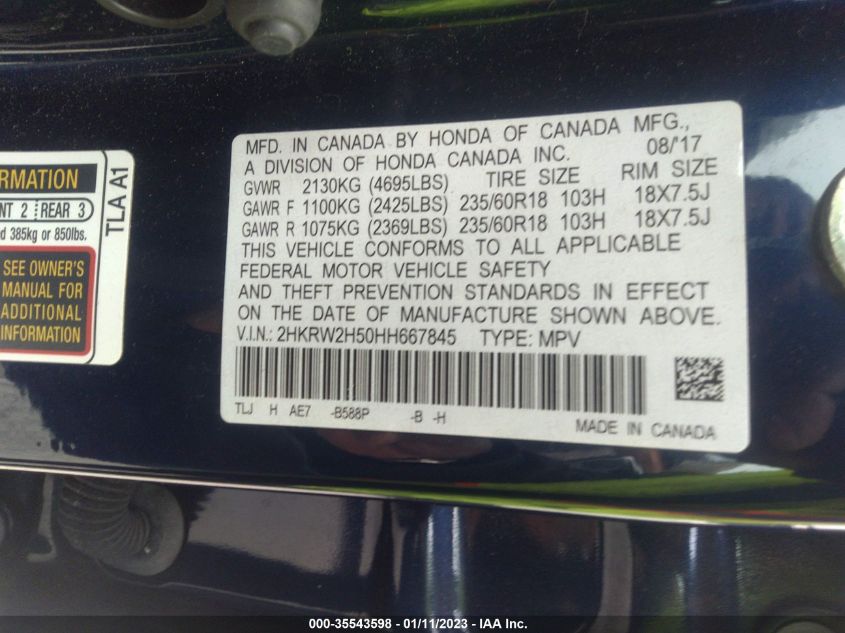 RMATION
NT 2 REAR 3
d 385kg or 850lbs.
SEE OWNER'S
MANUAL FOR
ADDITIONAL
INFORMATION
TLA A1
MFD. IN CANADA BY HONDA OF CANADA MFG., 08/'17
A DIVISION OF HONDA CANADA INC.
GVWR 2130KG (4695LBS) TIRE SIZE RIM SIZE
GAWR F 1100KG (2425LBS) 235/60R18 103H 18X7.5J
GAWR R 1075KG (2369LBS) 235/60R18 103H 18X7.5J
THIS VEHICLE CONFORMS TO ALL APPLICABLE
FEDERAL MOTOR VEHICLE SAFETY
AND THEFT PREVENTION STANDARDS IN EFFECT
ON THE DATE OF MANUFACTURE SHOWN ABOVE.
V.I.N.: 2HKRW2H50HH667845 TYPE: MPV
TLJ H AE7 -B588P -B -H
MADE IN CANADA
000-35543598 - 01/11/2023 - IAA Inc.